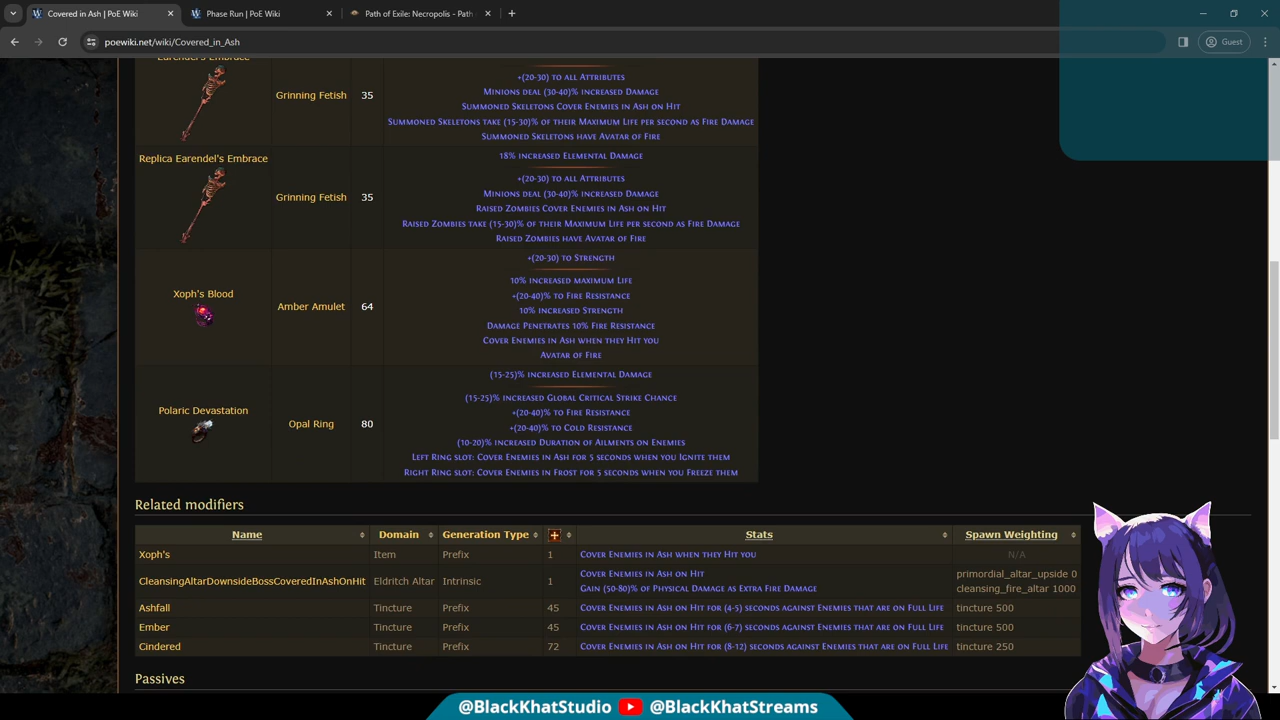 Covered in Ash | PoE Wiki
Phase Run | PoE Wiki
Path of Exile: Necropolis - Path
poewiki.net/wiki/Covered_in_Ash
Guest
Earendel's Embrace
Grinning Fetish
35
+(20-30) to all Attributes
Minions deal (30-40)% increased Damage
Summoned Skeletons Cover Enemies in Ash on Hit
Summoned Skeletons take (15-30)% of their Maximum Life per second as Fire Damage
Summoned Skeletons have Avatar of Fire
Replica Earendel's Embrace
Grinning Fetish
35
18% increased Elemental Damage
+(20-30) to all Attributes
Minions deal (30-40)% increased Damage
Raised Zombies Cover Enemies in Ash on Hit
Raised Zombies take (15-30)% of their Maximum Life per second as Fire Damage
Raised Zombies have Avatar of Fire
Xoph's Blood
Amber Amulet
64
+(20-30) to Strength
10% increased maximum Life
+(20-40)% to Fire Resistance
10% increased Strength
Damage Penetrates 10% Fire Resistance
Cover Enemies in Ash when they Hit you
Avatar of Fire
Polaric Devastation
Opal Ring
80
(15-25)% increased Elemental Damage
(15-25)% increased Global Critical Strike Chance
+(20-40)% to Fire Resistance
+(20-40)% to Cold Resistance
(10-20)% increased Duration of Ailments on Enemies
Left Ring slot: Cover Enemies in Ash for 5 seconds when you Ignite them
Right Ring slot: Cover Enemies in Frost for 5 seconds when you Freeze them
Related modifiers
Name Domain Generation Type Stats Spawn Weighting
Xoph's Item Prefix 1 Cover Enemies in Ash when they Hit you N/A
CleansingAltarDownsideBossCoveredInAshOnHit Eldritch Altar Intrinsic 1
Cover Enemies in Ash on Hit
Gain (50-80)% of Physical Damage as Extra Fire Damage
primordial_altar_upside 0
cleansing_fire_altar 1000
Ashfall Tincture Prefix 45 Cover Enemies in Ash on Hit for (4-5) seconds against Enemies that are on Full Life tincture 500
Ember Tincture Prefix 45 Cover Enemies in Ash on Hit for (6-7) seconds against Enemies that are on Full Life tincture 500
Cindered Tincture Prefix 72 Cover Enemies in Ash on Hit for (8-12) seconds against Enemies that are on Full Life tincture 250
Passives
@BlackKhatStudio @BlackKhatStreams